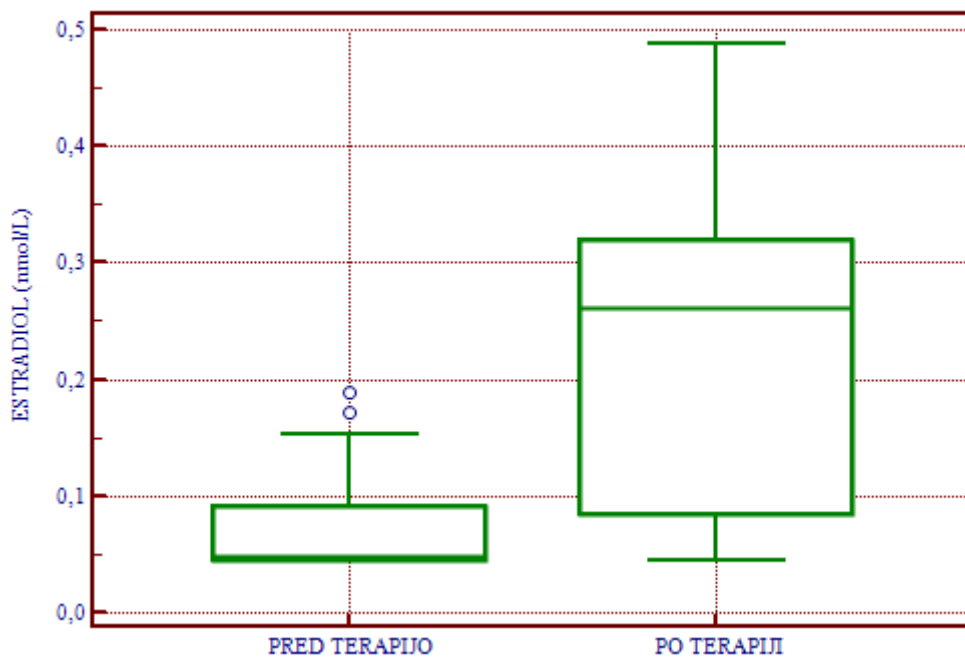 0,5
0,4
0,3
0,2
0,1
0,0
ESTRADIOL (nmol/L)
PRED TERAPIJO
PO TERAPIJI